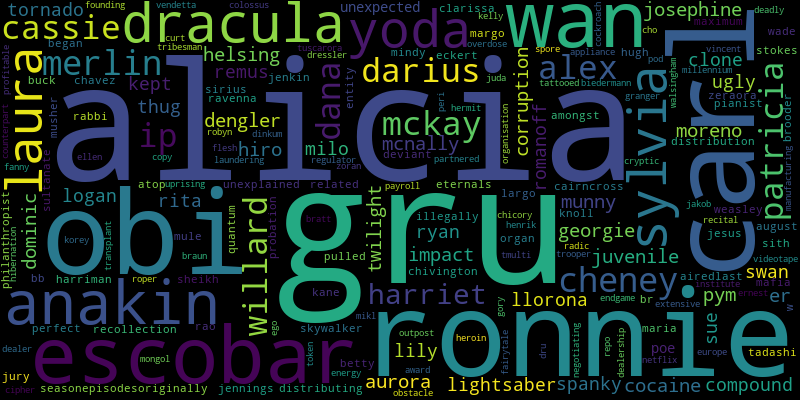 tornado
founding
vendetta
colossus
unexpected
clarissa
kelly
cockroach
cho
josephine
maximum
deadly
cassie
curt
tribesman
dracula
tuscarora
yoda
margo
overdose
wan
wade
began
merlin
helsing
dressler
mindy
eckert
darius
spore
appliance
hugh
alex
vincent
millennium
clone
stokes
laura
buck
chavez
kept
remus
jenkin
sirius
ravenna
dana
entity
juda
hermit
peri
mckay
corruption
tattooed
biedermann
pod
granger
walsingham
ugly
zeraora
pianist
brooder
manufacturing
profitable
counterpart
musher
thug
rabbi
dengler
robyn
dinkum
alicia
milo
mcnally
organisation
amongst
romanoff
sylvia
carl
moreno
distribution
patricia
fanny
sultanate
ellen
ip
copy
flesh
laundering
hiro
regulator
zoran
deviant
partnered
cryptic
atop
uprising
unexplained
related
payroll
eternals
cairncross
jakob
recital
weasley
philanthropist
hibernation
dominic
logan
rita
quantum
willard
probation
gru
bratt
twilight
illegally
ryan
chicory
largo
henrik
organ
munny
knoll
georgie
radic
jesus
august
sith
videotape
korey
transplant
mule
braun
obi
pulled
impact
chivington
tmulti
trooper
juvenile
airedlast
swan
mafia
bb
harriman
roper
sheikh
kane
harriet
gory
cheney
llorona
institute
pym
er
w
anakin
perfect
recollection
rao
ego
skywalker
mikl
outpost
endgame
br
extensive
ernest
ronnie
sue
maria
poe
netflix
tadashi
dealer
mongol
escobar
token
betty
energy
lily
heroin
fairytale
dru
negotiating
repo
dealership
europe
jury
cipher
seasonepisodesoriginally
jennings
distributing
aurora
award
obstacle
lightsaber
spanky
cocaine
compound